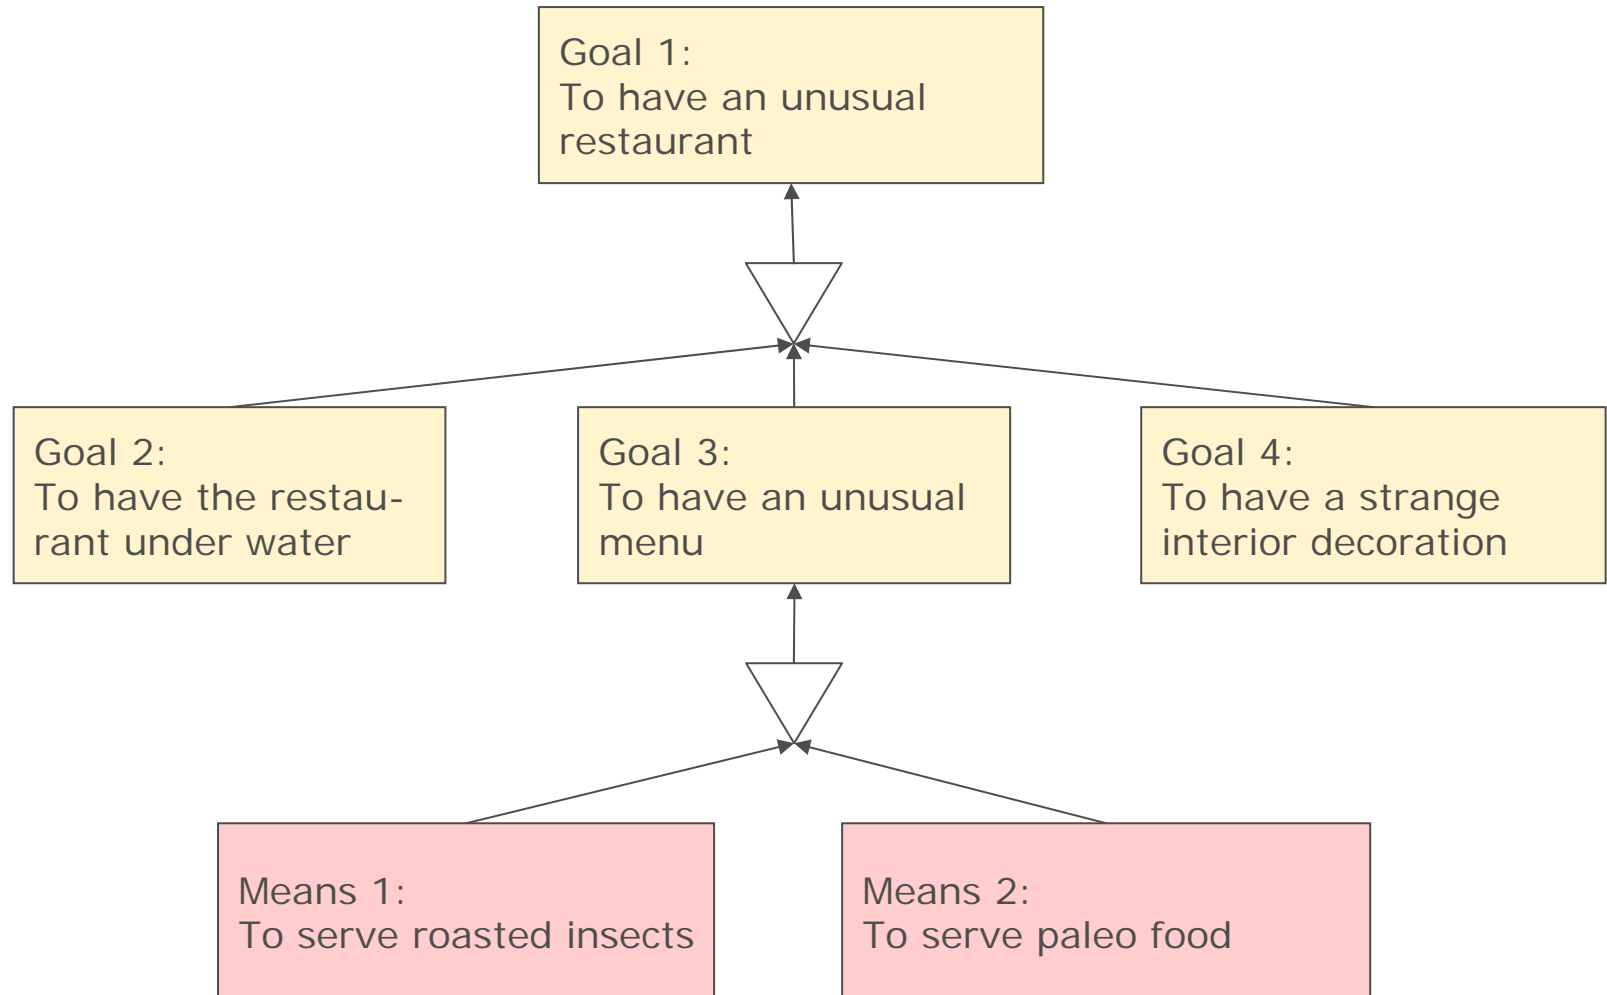 Goal 1:
To have an unusual
restaurant
Goal 2:
To have the restau-
rant under water
Goal 3:
To have an unusual
menu
Goal 4:
To have a strange
interior decoration
Means 1:
To serve roasted insects
Means 2:
To serve paleo food